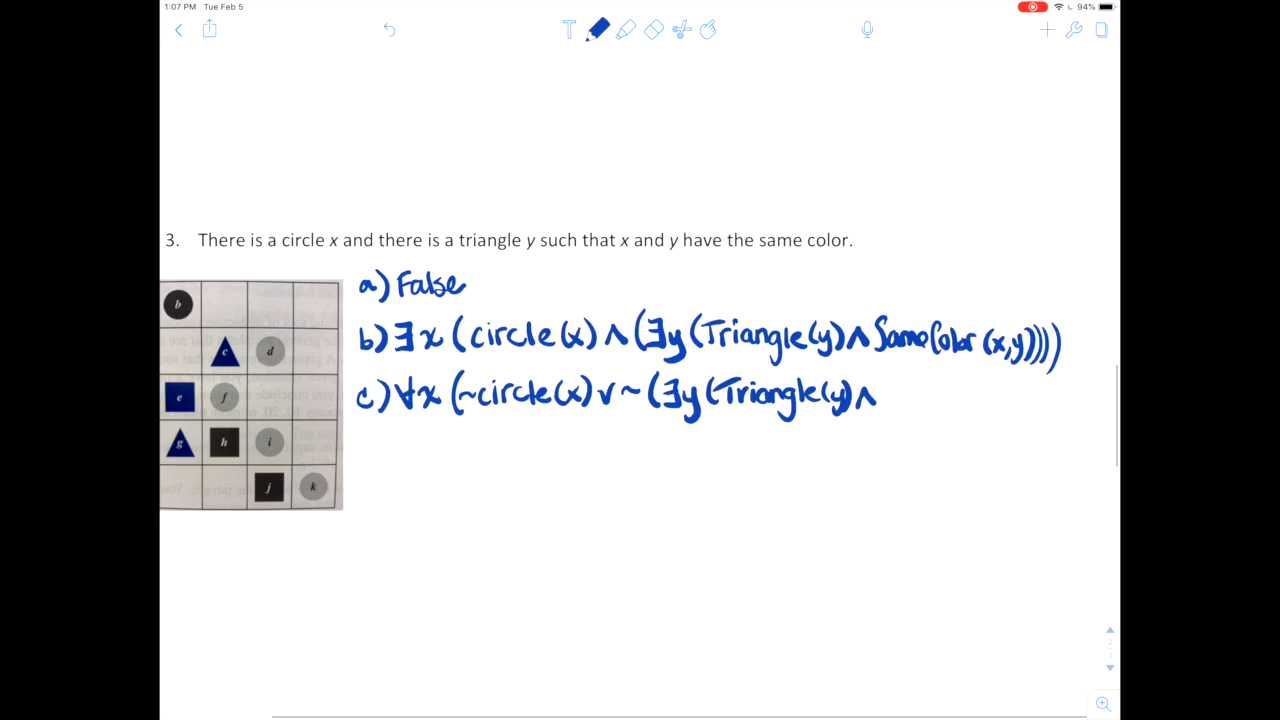 1:07 PM Tue Feb 5
94%
3. There is a circle x and there is a triangle y such that x and y have the same color.
a) False
b) ∃x (circle(x) ∧ (∃y (Triangle(y) ∧ SameColor (x,y))))
c) ∀x (~circle(x) ∨ ~ (∃y (Triangle(y) ∧
b
c d
e f
g h i
j k